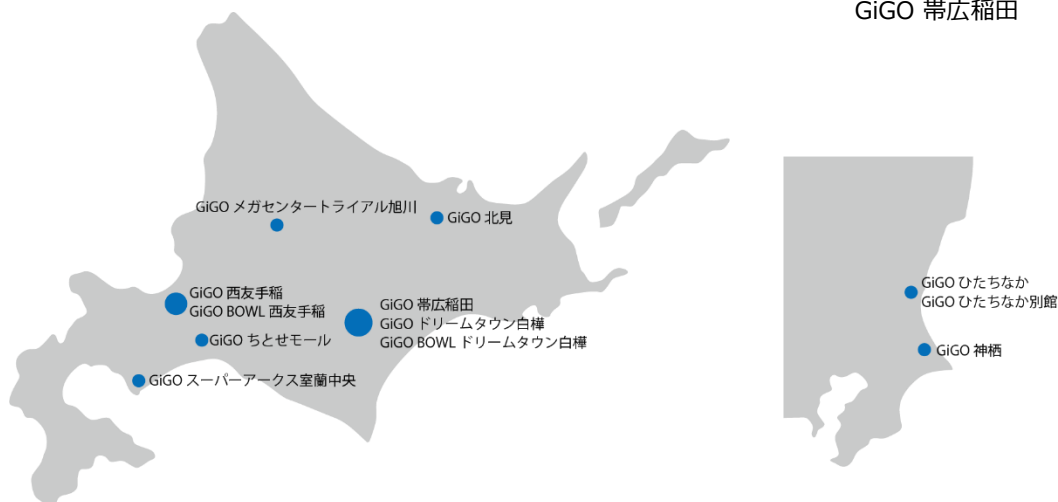 GiGO 帯広稲田
GiGO メガセンタートライアル旭川
GiGO 北見
GiGO 西友手稲
GiGO BOWL 西友手稲
GiGO 帯広稲田
GiGO ドリームタウン白樺
GiGO BOWL ドリームタウン白樺
GiGO ちとせモール
GiGO スーパーアークス室蘭中央
GiGO ひたちなか
GiGO ひたちなか別館
GiGO 神栖